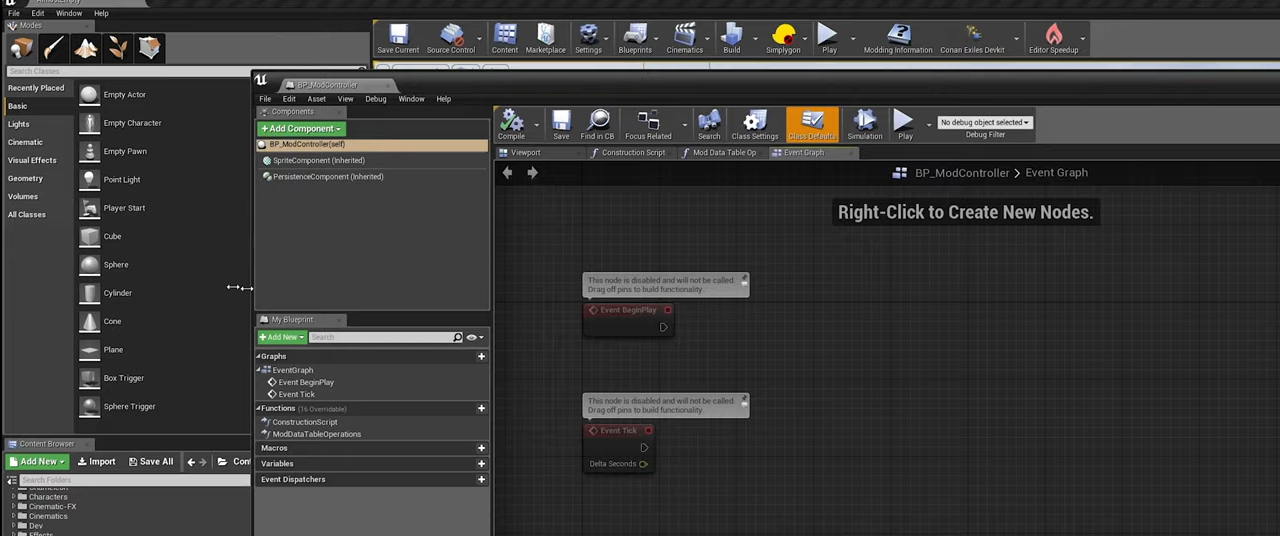 AlmostEmpty
File Edit Window Help
Modes
Search Classes
Recently Placed
Basic
Lights
Cinematic
Visual Effects
Geometry
Volumes
All Classes
Empty Actor
Empty Character
Empty Pawn
Point Light
Player Start
Cube
Sphere
Cylinder
Cone
Plane
Box Trigger
Sphere Trigger
Content Browser
Add New Import Save All
Search Folders
Characters
Cinematic-FX
Cinematics
Dev
Effects
Save Current Source Control Content Marketplace Settings Blueprints Cinematics Build Simplygon Play Modding Information Conan Exiles Devkit Editor Speedup
BP_ModController
File Edit Asset View Debug Window Help
Components
+Add Component
BP_ModController(self)
SpriteComponent (Inherited)
PersistenceComponent (Inherited)
My Blueprint
+Add New Search
Graphs
EventGraph
Event BeginPlay
Event Tick
Functions (16 Overridable)
ConstructionScript
ModDataTableOperations
Macros
Variables
Event Dispatchers
Compile Save Find in CB Focus Related Search Class Settings Class Defaults Simulation Play
No debug object selected
Debug Filter
Viewport Construction Script Mod Data Table Op Event Graph
BP_ModController > Event Graph
Right-Click to Create New Nodes.
This node is disabled and will not be called.
Drag off pins to build functionality.
Event BeginPlay
This node is disabled and will not be called.
Drag off pins to build functionality.
Event Tick
Delta Seconds